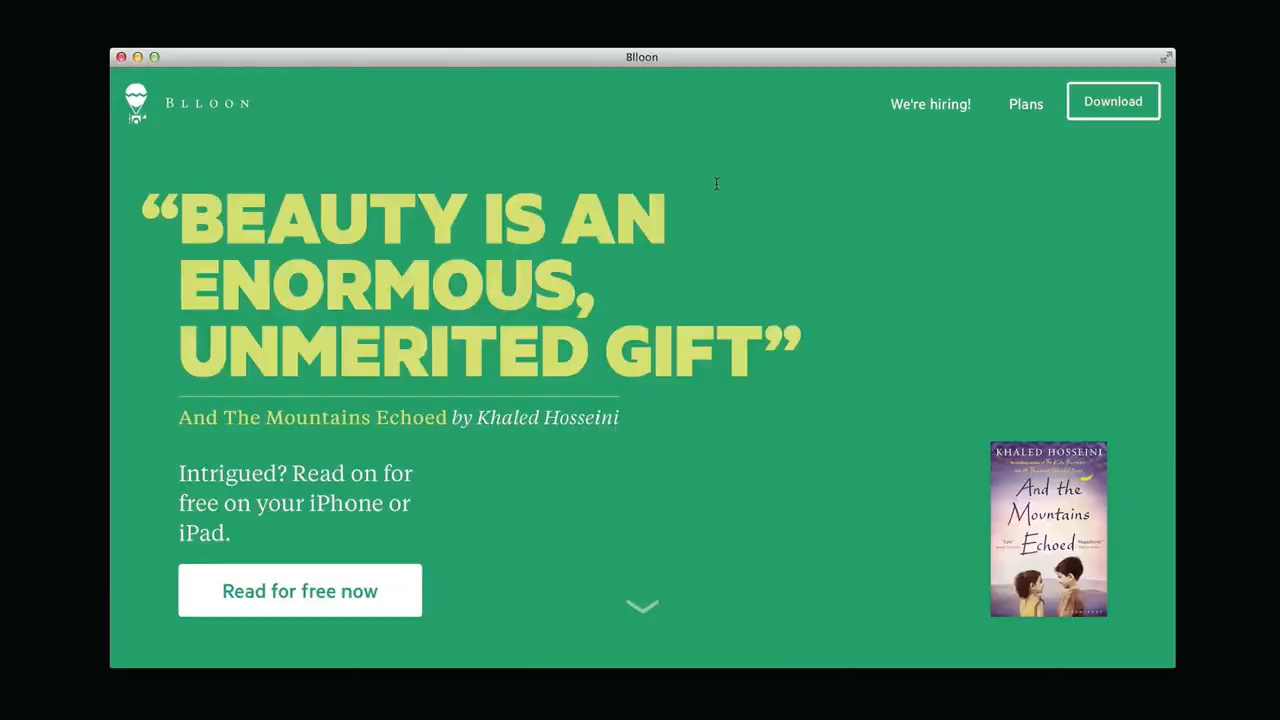 Blloon
BLLOON
We're hiring!
Plans
Download
“BEAUTY IS AN
ENORMOUS,
UNMERITED GIFT”
And The Mountains Echoed by Khaled Hosseini
Intrigued? Read on for
free on your iPhone or
iPad.
Read for free now
KHALED HOSSEINI
And the
Mountains
Echoed